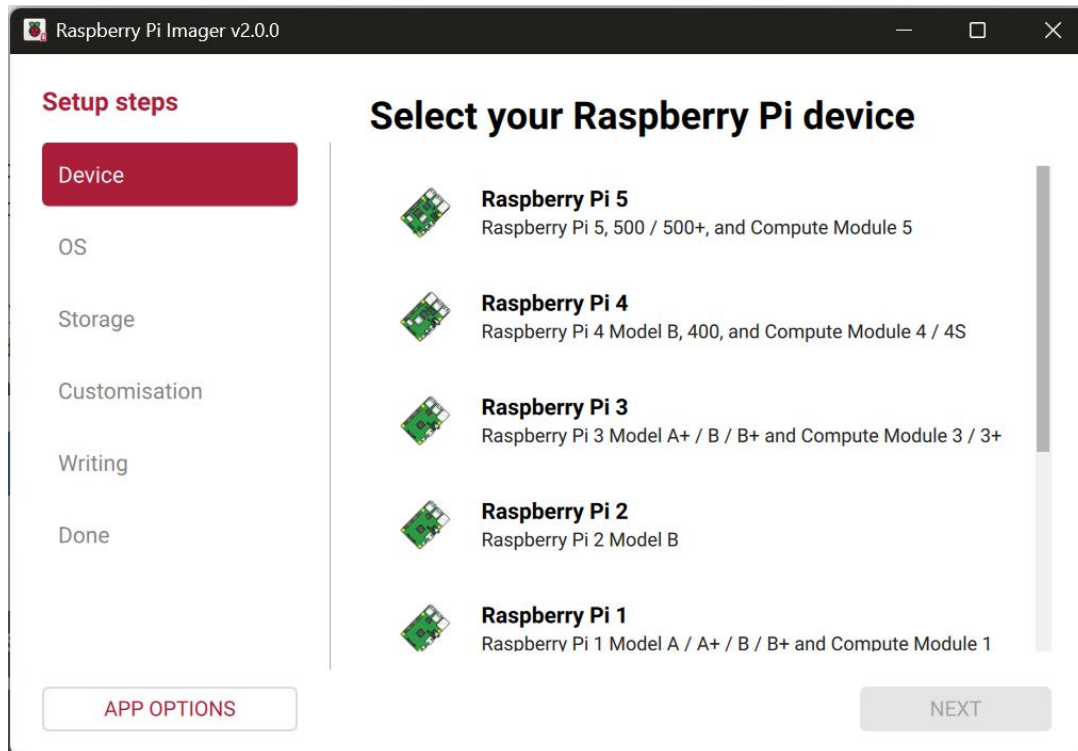 Raspberry Pi Imager v2.0.0
Setup steps
Device
OS
Storage
Customisation
Writing
Done
APP OPTIONS
Select your Raspberry Pi device
Raspberry Pi 5
Raspberry Pi 5, 500 / 500+, and Compute Module 5
Raspberry Pi 4
Raspberry Pi 4 Model B, 400, and Compute Module 4 / 4S
Raspberry Pi 3
Raspberry Pi 3 Model A+ / B / B+ and Compute Module 3 / 3+
Raspberry Pi 2
Raspberry Pi 2 Model B
Raspberry Pi 1
Raspberry Pi 1 Model A / A+ / B / B+ and Compute Module 1
NEXT